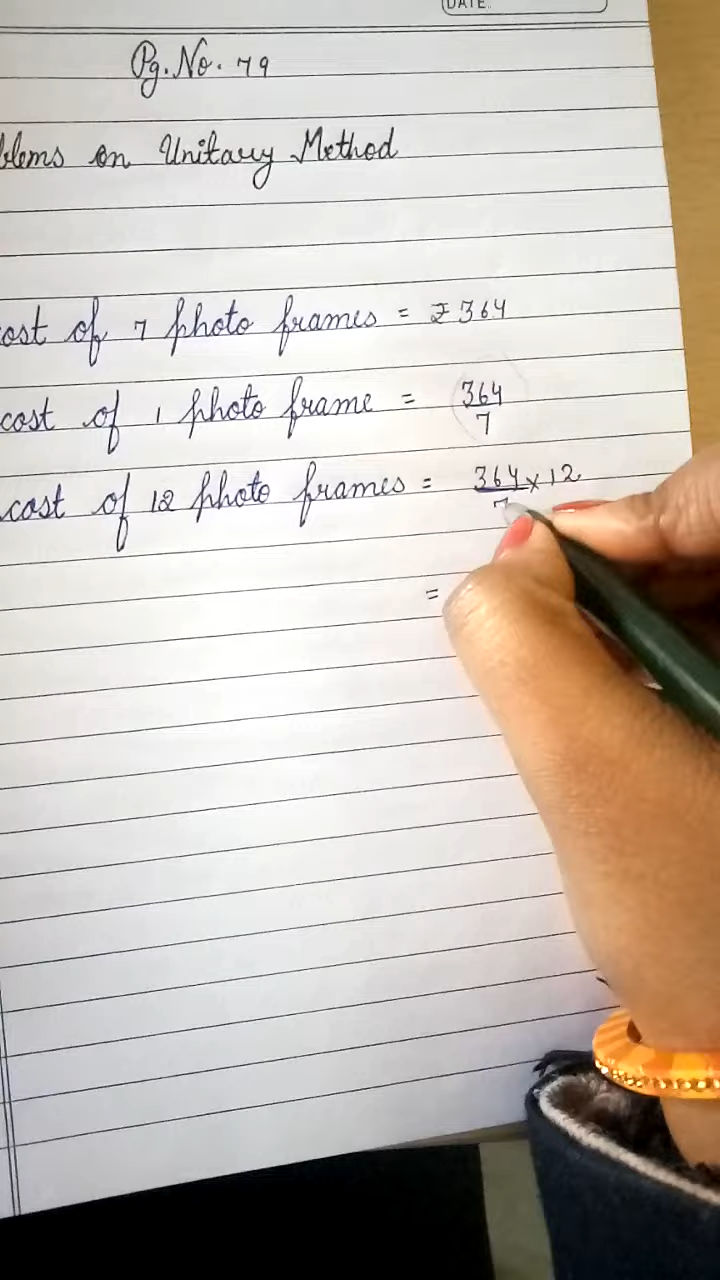 DATE:
Pg. No. 79
blems on Unitary Method
ost of 7 photo frames = ₹ 364
cost of 1 photo frame = 364/7
cost of 12 photo frames = 364/7 × 12
=